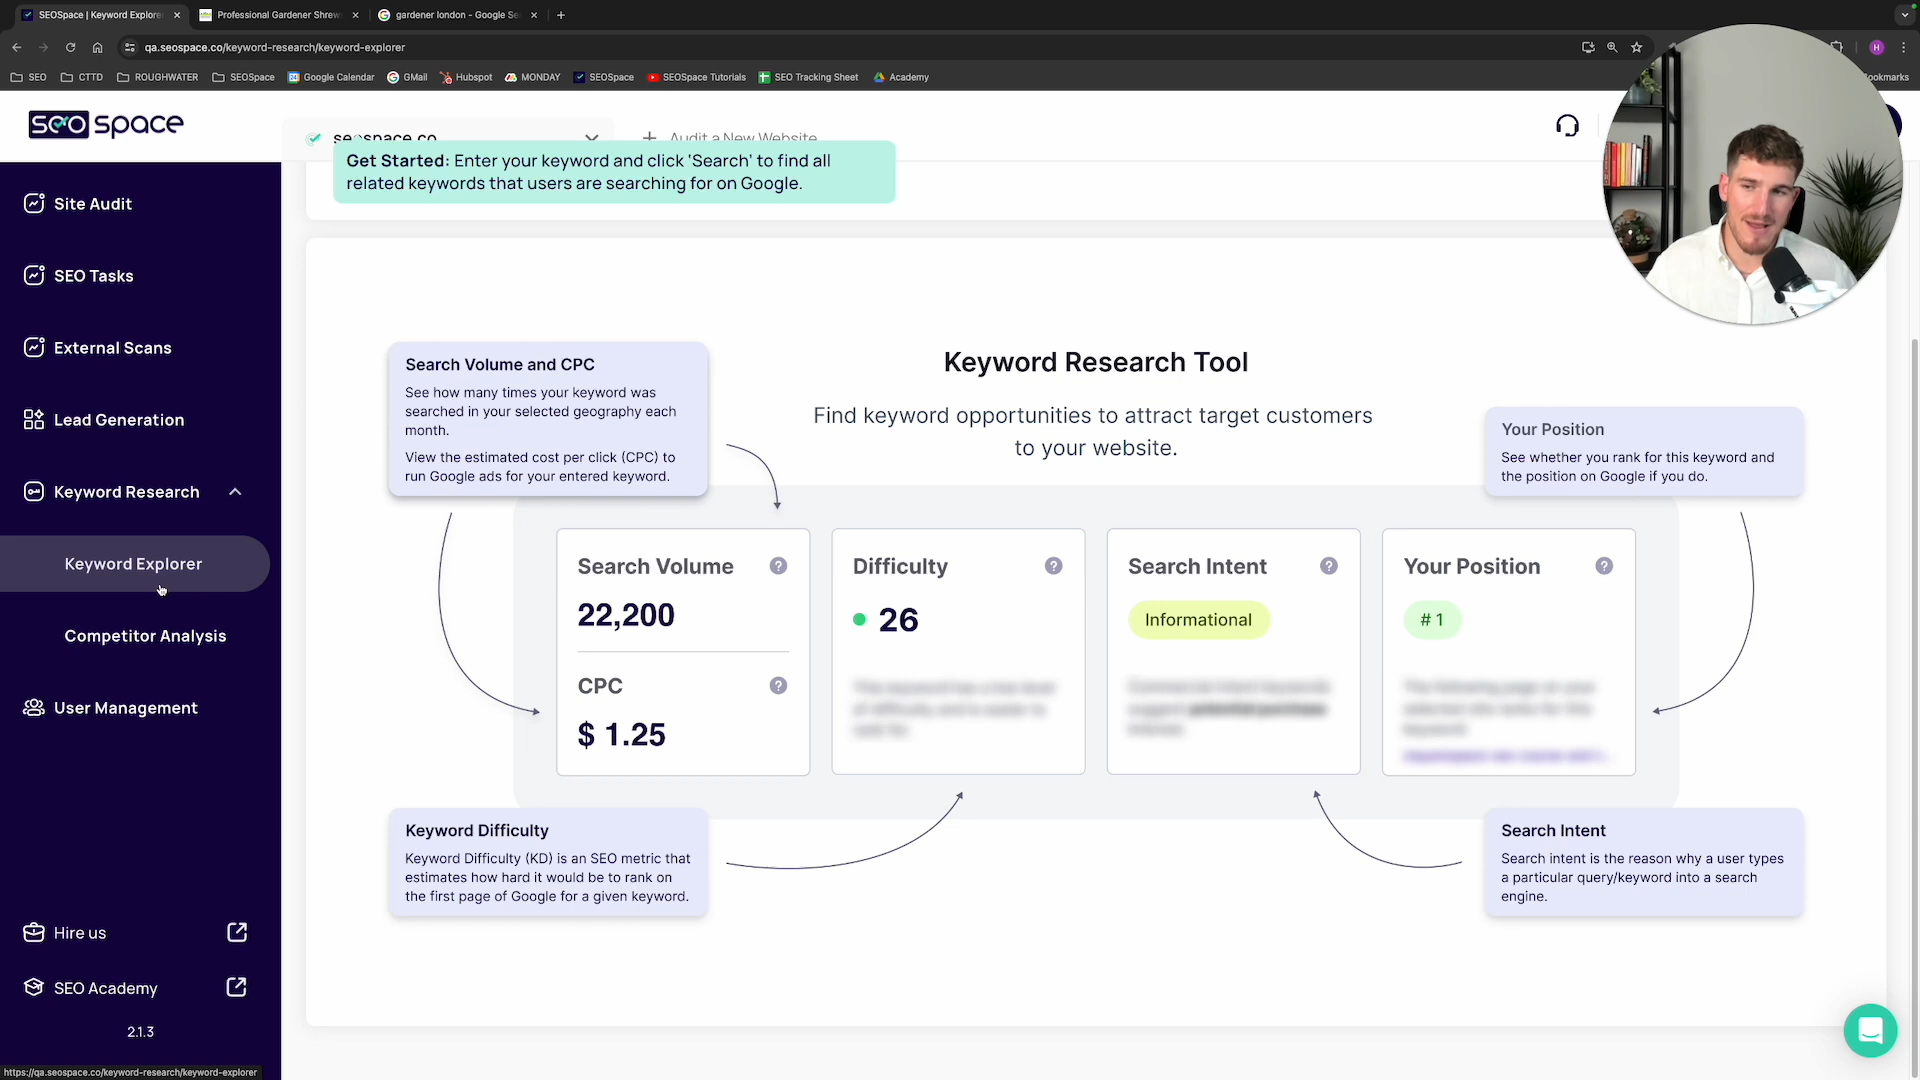 SEOSpace | Keyword Explorer
Professional Gardener Shrew
gardener london - Google Se
qa.seospace.co/keyword-research/keyword-explorer
H
SEO
CTTD
ROUGHWATER
SEOSpace
Google Calendar
GMail
Hubspot
MONDAY
SEOSpace
SEOSpace Tutorials
SEO Tracking Sheet
Academy
ookmarks
seo space
seospace.co
Audit a New Website
Get Started: Enter your keyword and click 'Search' to find all
related keywords that users are searching for on Google.
Site Audit
SEO Tasks
External Scans
Lead Generation
Keyword Research
Keyword Explorer
Competitor Analysis
User Management
Hire us
SEO Academy
2.1.3
https://qa.seospace.co/keyword-research/keyword-explorer
Keyword Research Tool
Find keyword opportunities to attract target customers
to your website.
Search Volume and CPC
See how many times your keyword was
searched in your selected geography each
month.
View the estimated cost per click (CPC) to
run Google ads for your entered keyword.
Your Position
See whether you rank for this keyword and
the position on Google if you do.
Search Volume
22,200
CPC
$ 1.25
Difficulty
26
Search Intent
Informational
Your Position
# 1
Keyword Difficulty
Keyword Difficulty (KD) is an SEO metric that
estimates how hard it would be to rank on
the first page of Google for a given keyword.
Search Intent
Search intent is the reason why a user types
a particular query/keyword into a search
engine.